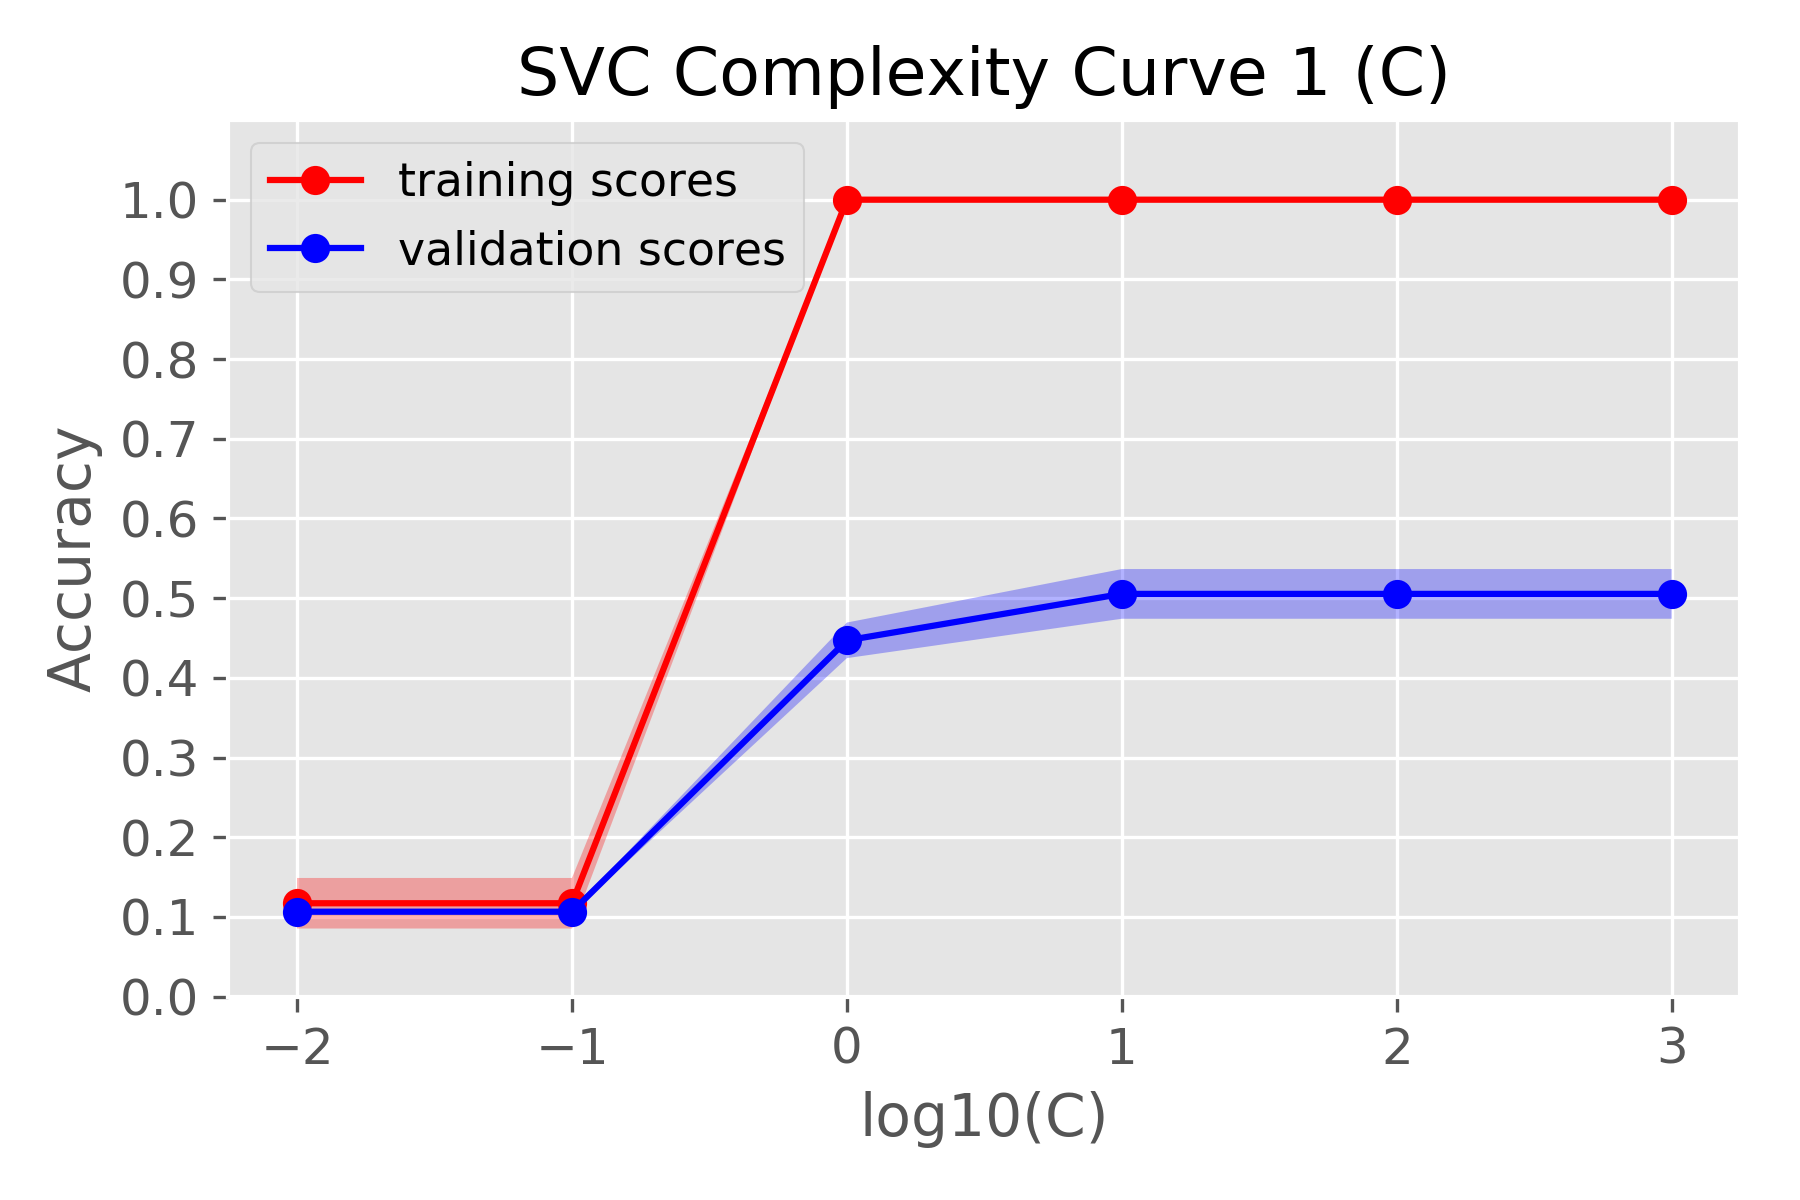 SVC Complexity Curve 1 (C)
training scores
validation scores
1.0
0.9
0.8
0.7
0.6
0.5
0.4
0.3
0.2
0.1
0.0
Accuracy
−2 −1 0 1 2 3
log10(C)